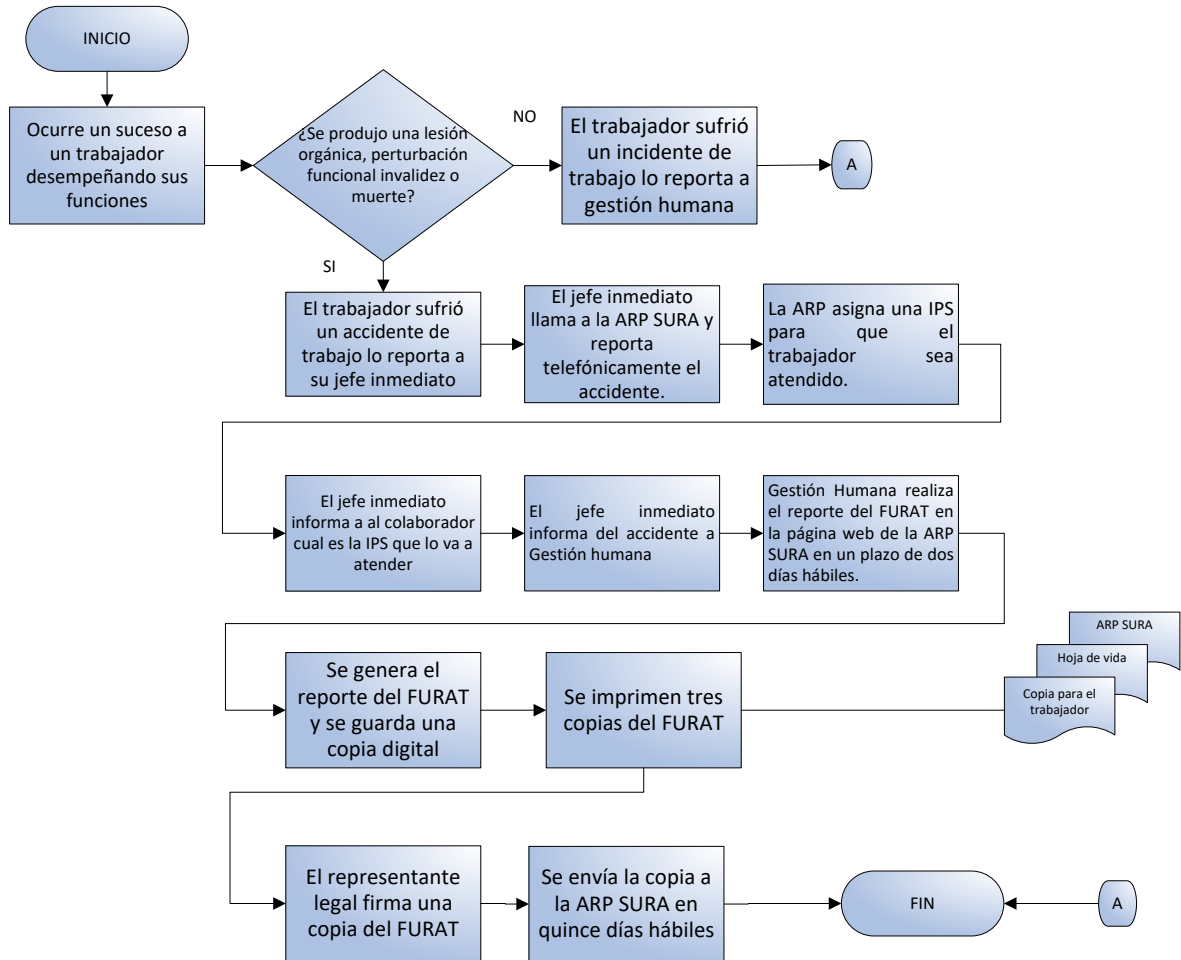 INICIO
Ocurre un suceso a
un trabajador
desempeñando sus
funciones
¿Se produjo una lesión
orgánica, perturbación
funcional invalidez o
muerte?
NO
El trabajador sufrió
un incidente de
trabajo lo reporta a
gestión humana
A
SI
El trabajador sufrió
un accidente de
trabajo lo reporta a
su jefe inmediato
El jefe inmediato
llama a la ARP SURA y
reporta
telefónicamente el
accidente.
La ARP asigna una IPS
para que el
trabajador sea
atendido.
El jefe inmediato
informa a al colaborador
cual es la IPS que lo va a
atender
El jefe inmediato
informa del accidente a
Gestión humana
Gestión Humana realiza
el reporte del FURAT en
la página web de la ARP
SURA en un plazo de dos
días hábiles.
Se genera el
reporte del FURAT
y se guarda una
copia digital
Se imprimen tres
copias del FURAT
ARP SURA
Hoja de vida
Copia para el
trabajador
El representante
legal firma una
copia del FURAT
Se envía la copia a
la ARP SURA en
quince días hábiles
FIN
A